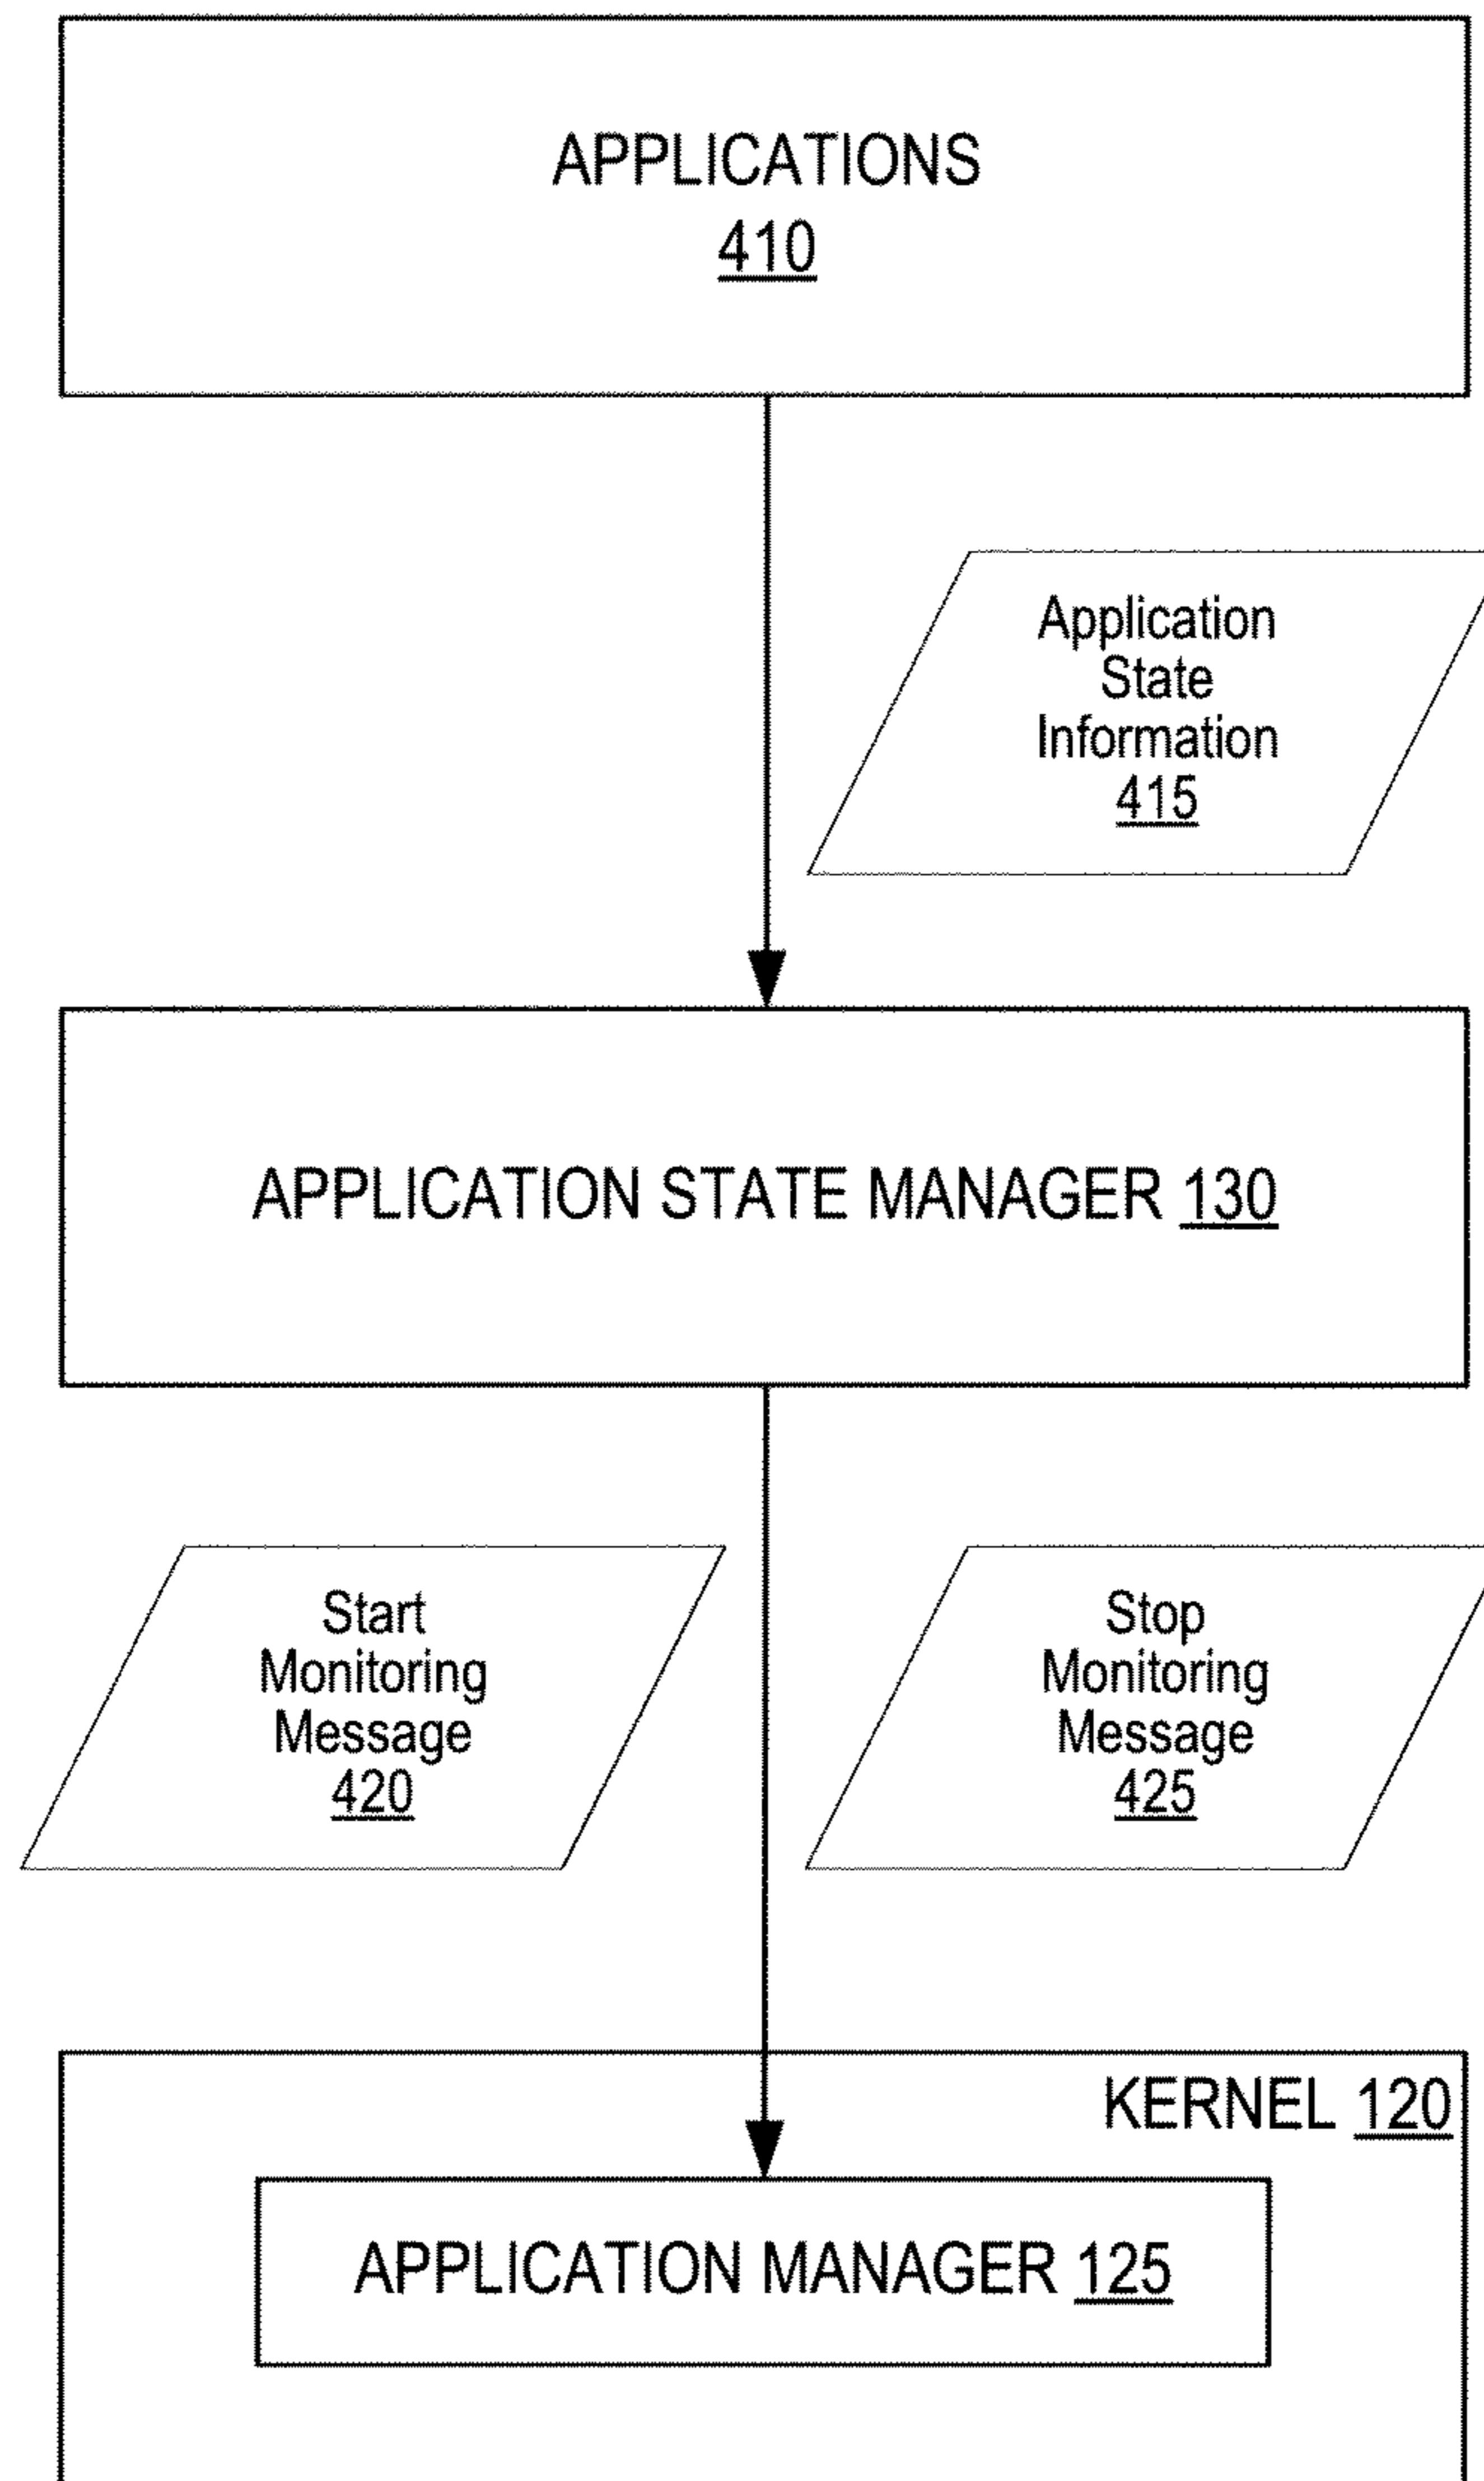 APPLICATIONS
410
Application
State
Information
415
APPLICATION STATE MANAGER 130
Start
Monitoring
Message
420
Stop
Monitoring
Message
425
KERNEL 120
APPLICATION MANAGER 125